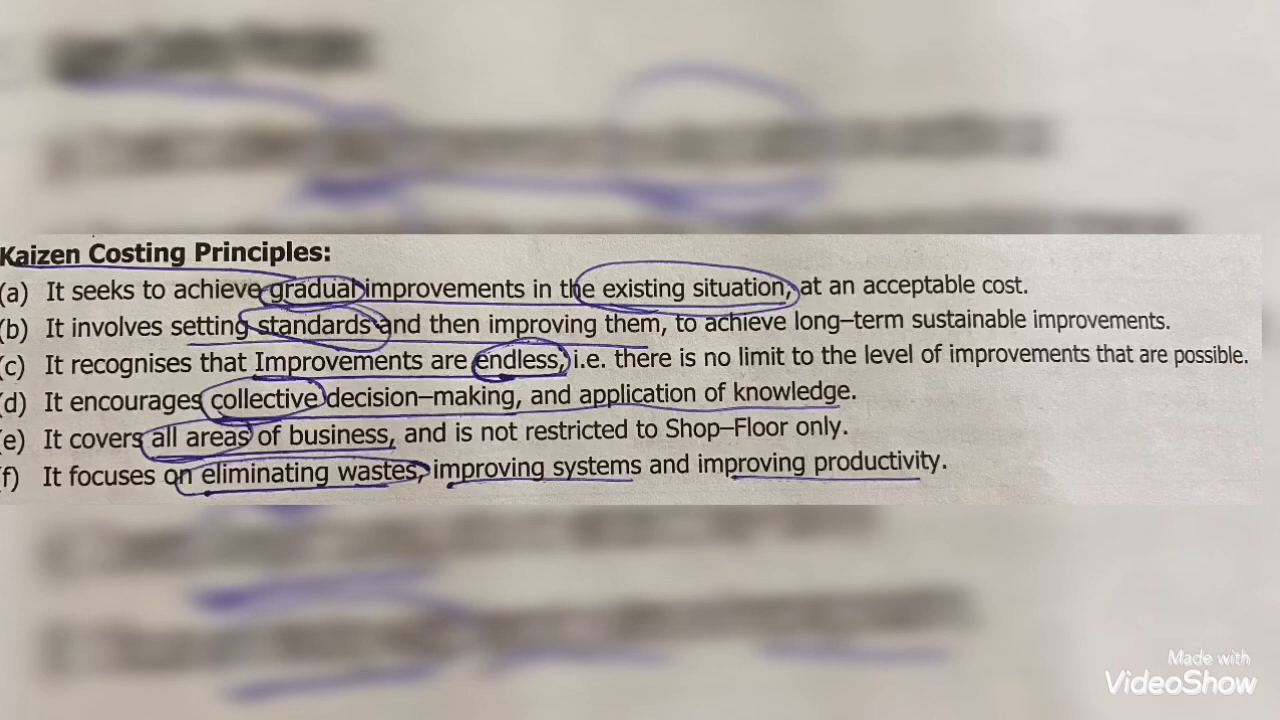 Kaizen Costing Principles:
(a) It seeks to achieve gradual improvements in the existing situation, at an acceptable cost.
(b) It involves setting standards and then improving them, to achieve long–term sustainable improvements.
(c) It recognises that Improvements are endless, i.e. there is no limit to the level of improvements that are possible.
(d) It encourages collective decision–making, and application of knowledge.
(e) It covers all areas of business, and is not restricted to Shop–Floor only.
(f) It focuses on eliminating wastes, improving systems and improving productivity.
Made with
VideoShow